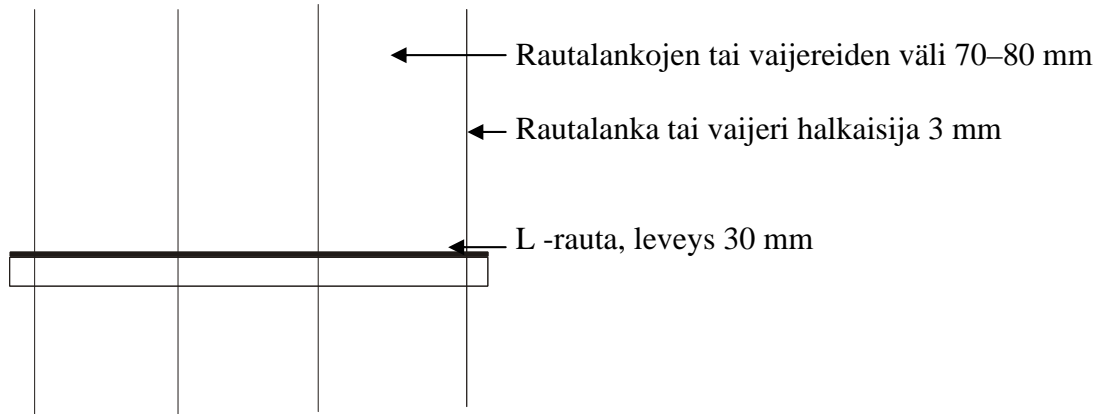 Rautalankojen tai vaijereiden väli 70–80 mm
Rautalanka tai vaijeri halkaisija 3 mm
L -rauta, leveys 30 mm